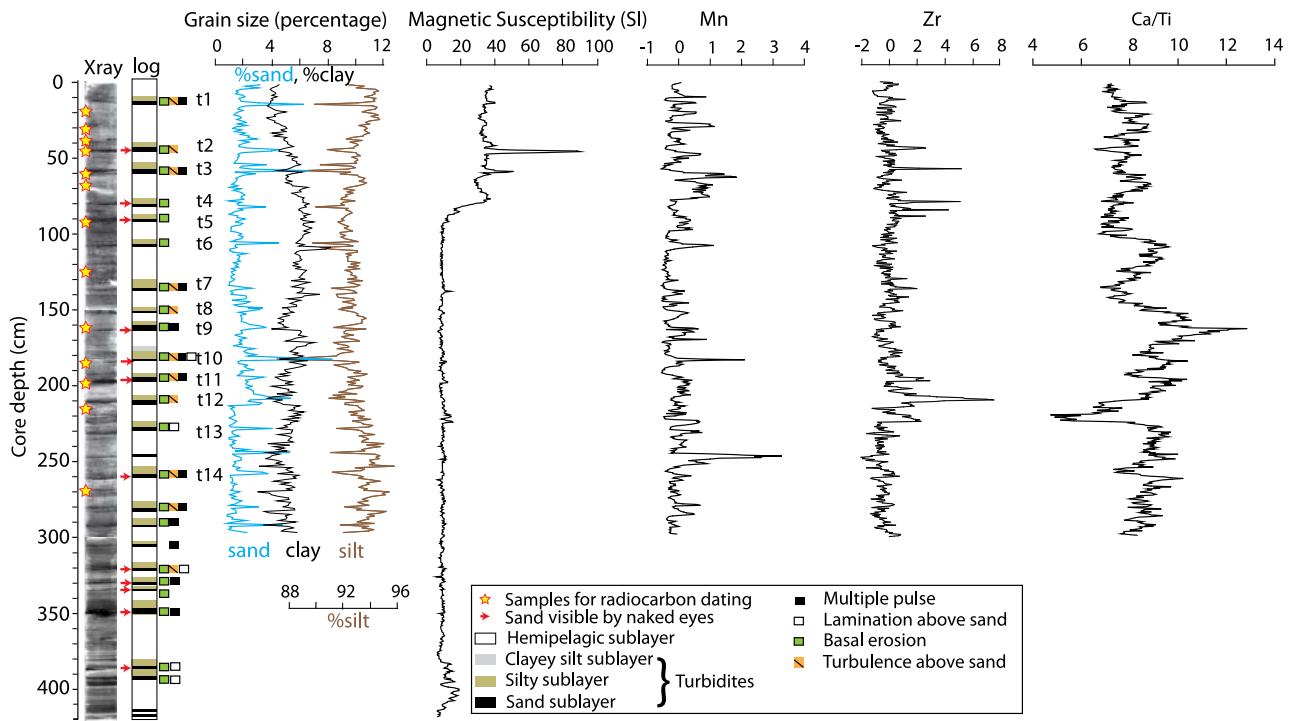 Grain size (percentage) Magnetic Susceptibility (SI) Mn Zr Ca/Ti
0 4 8 12 0 20 40 60 80 100 -1 0 1 2 3 4 -2 0 2 4 6 8 4 6 8 10 12 14
Xray log
%sand, %clay
Core depth (cm)
0
50
100
150
200
250
300
350
400
t1
t2
t3
t4
t5
t6
t7
t8
t9
t10
t11
t12
t13
t14
sand clay silt
88 92 96
%silt
Samples for radiocarbon dating
Sand visible by naked eyes
Hemipelagic sublayer
Clayey silt sublayer
Silty sublayer
Sand sublayer
Turbidites
Multiple pulse
Lamination above sand
Basal erosion
Turbulence above sand